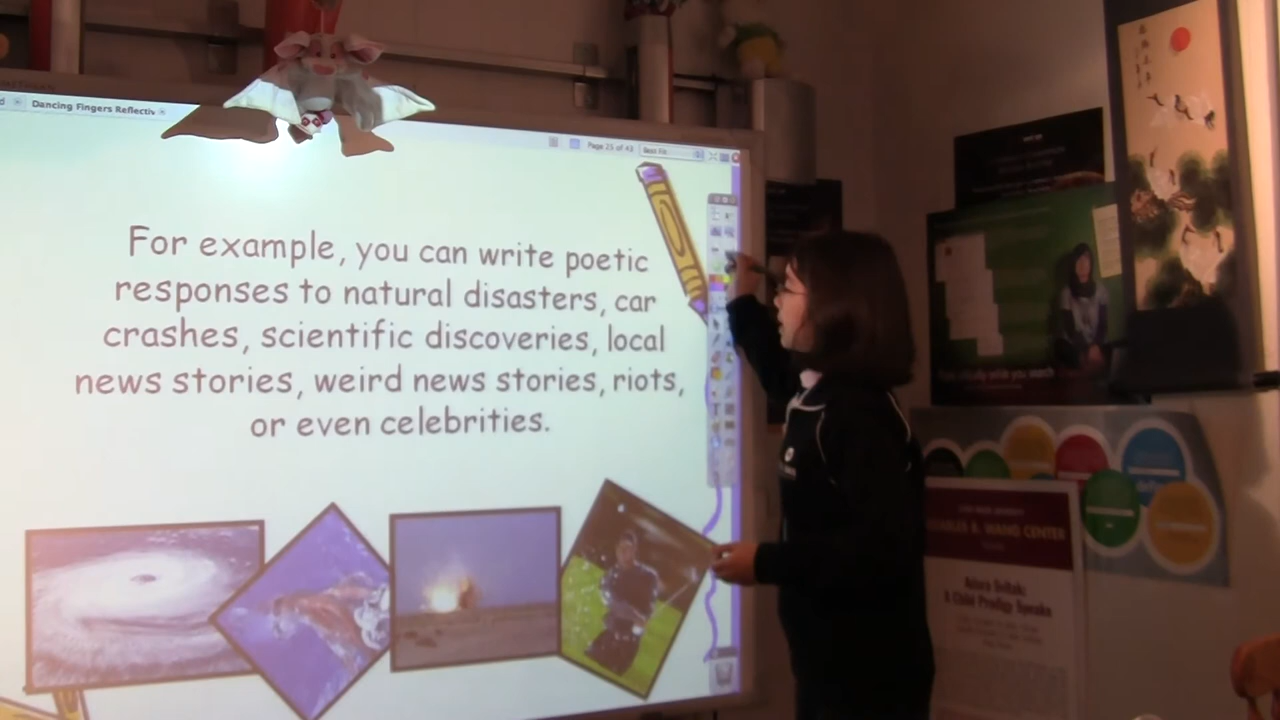 Dancing Fingers Reflectiv
Page 21 of 43
Best Fit
For example, you can write poetic
responses to natural disasters, car
crashes, scientific discoveries, local
news stories, weird news stories, riots,
or even celebrities.
WANG CENTER
Adora Svitak:
A Child Prodigy Speaks